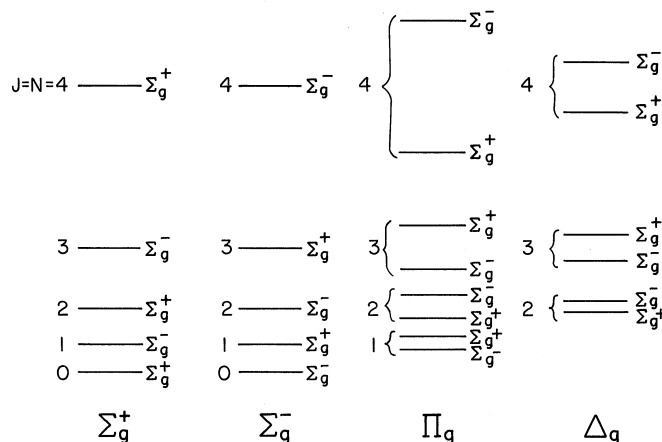 Σg- 
4 Σg-
J=N=4 Σg+ 4 Σg- 4 4 Σg+
Σg+
Σg+
3 Σg- 3 Σg+ 3 3 Σg+
Σg- Σg-
2 Σg+ 2 Σg- 2 Σg- 2 Σg-
Σg+ Σg+
1 Σg- 1 Σg+ 1 Σg+
Σg-
0 Σg+ 0 Σg-
Σg+ Σg- Πg Δg